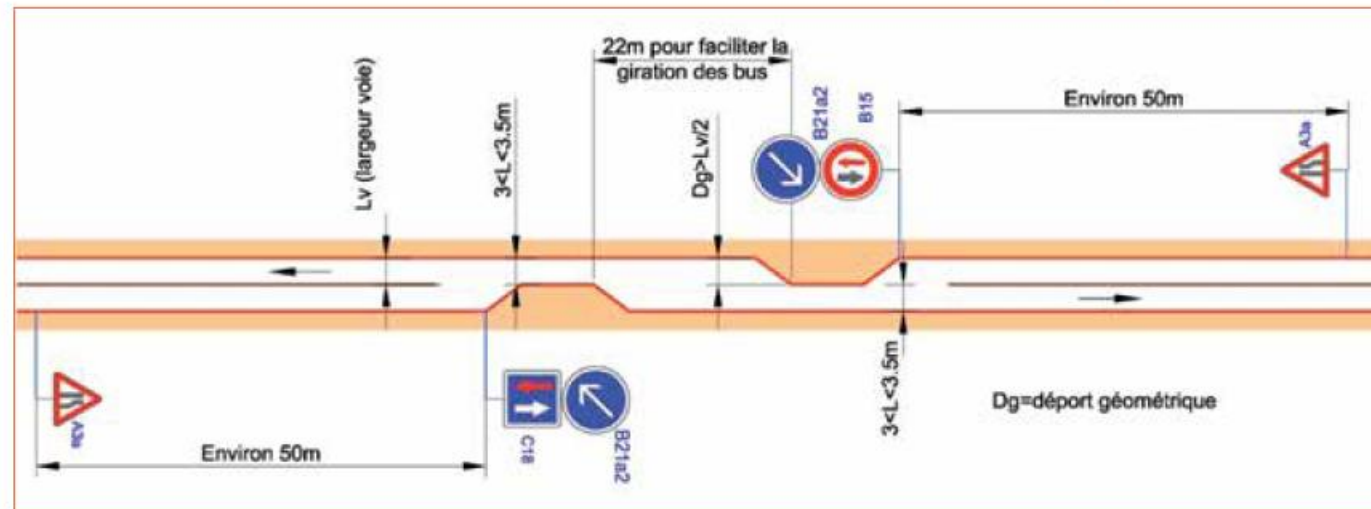 22m pour faciliter la
giration des bus
Lv (largeur voie)
3<L<3.5m
Dg>Lv/2
B21a2
B15
Environ 50m
A3a
A3a
Environ 50m
C18
B21a2
3<L<3.5m
Dg=départ géométrique